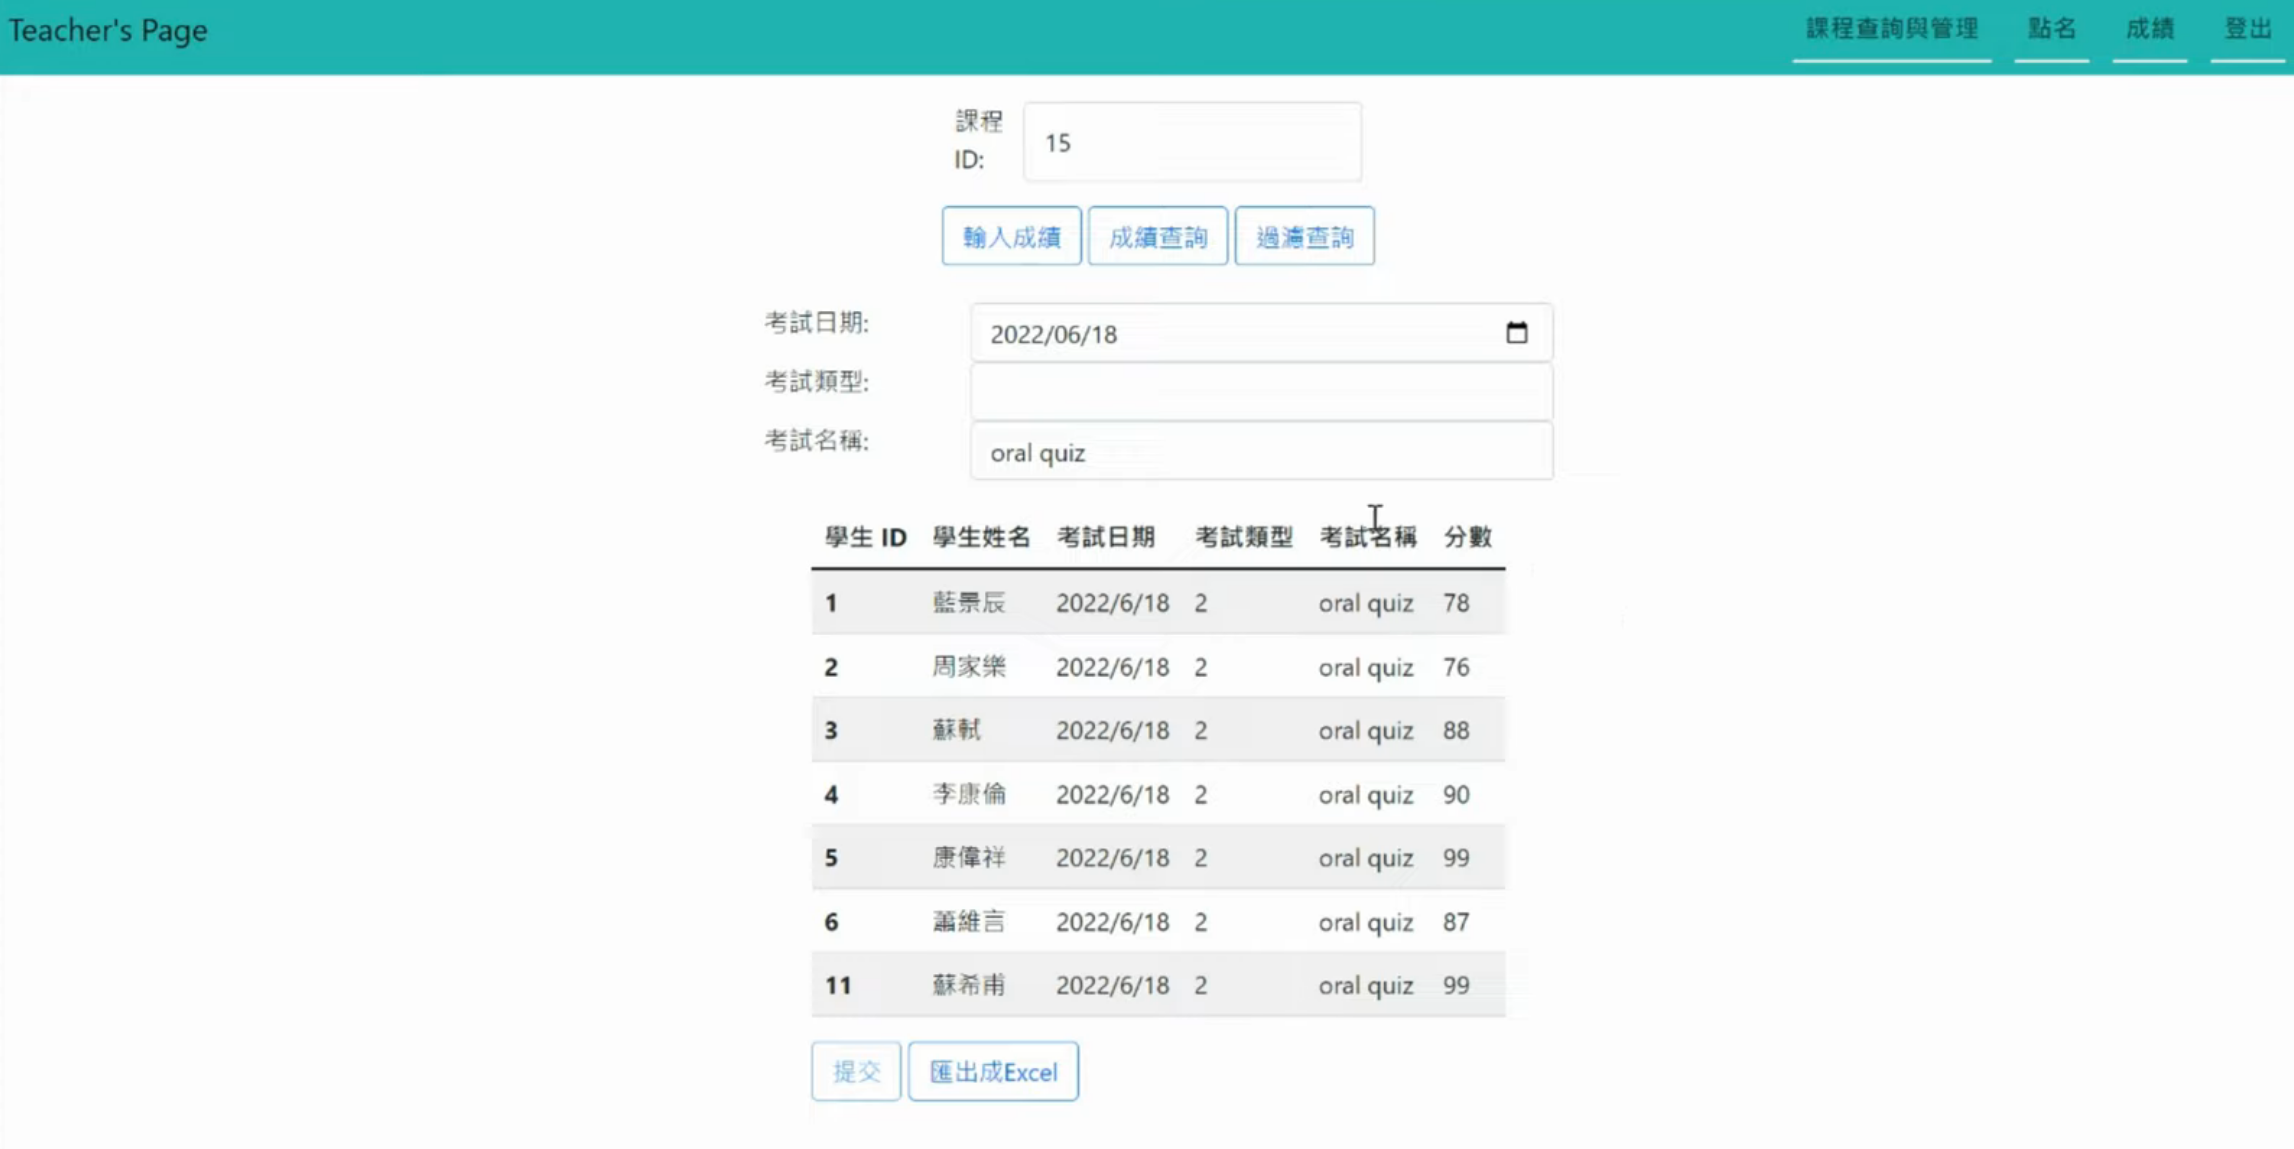 Teacher's Page 課程查詢與管理 點名 成績 登出
課程
ID:
15
輸入成績 成績查詢 過濾查詢
考試日期: 2022/06/18
考試類型:
考試名稱: oral quiz
學生 ID 學生姓名 考試日期 考試類型 考試名稱 分數
1 藍景辰 2022/6/18 2 oral quiz 78
2 周家樂 2022/6/18 2 oral quiz 76
3 蘇軾 2022/6/18 2 oral quiz 88
4 李康倫 2022/6/18 2 oral quiz 90
5 康偉祥 2022/6/18 2 oral quiz 99
6 蕭維言 2022/6/18 2 oral quiz 87
11 蘇希甫 2022/6/18 2 oral quiz 99
提交 匯出成Excel